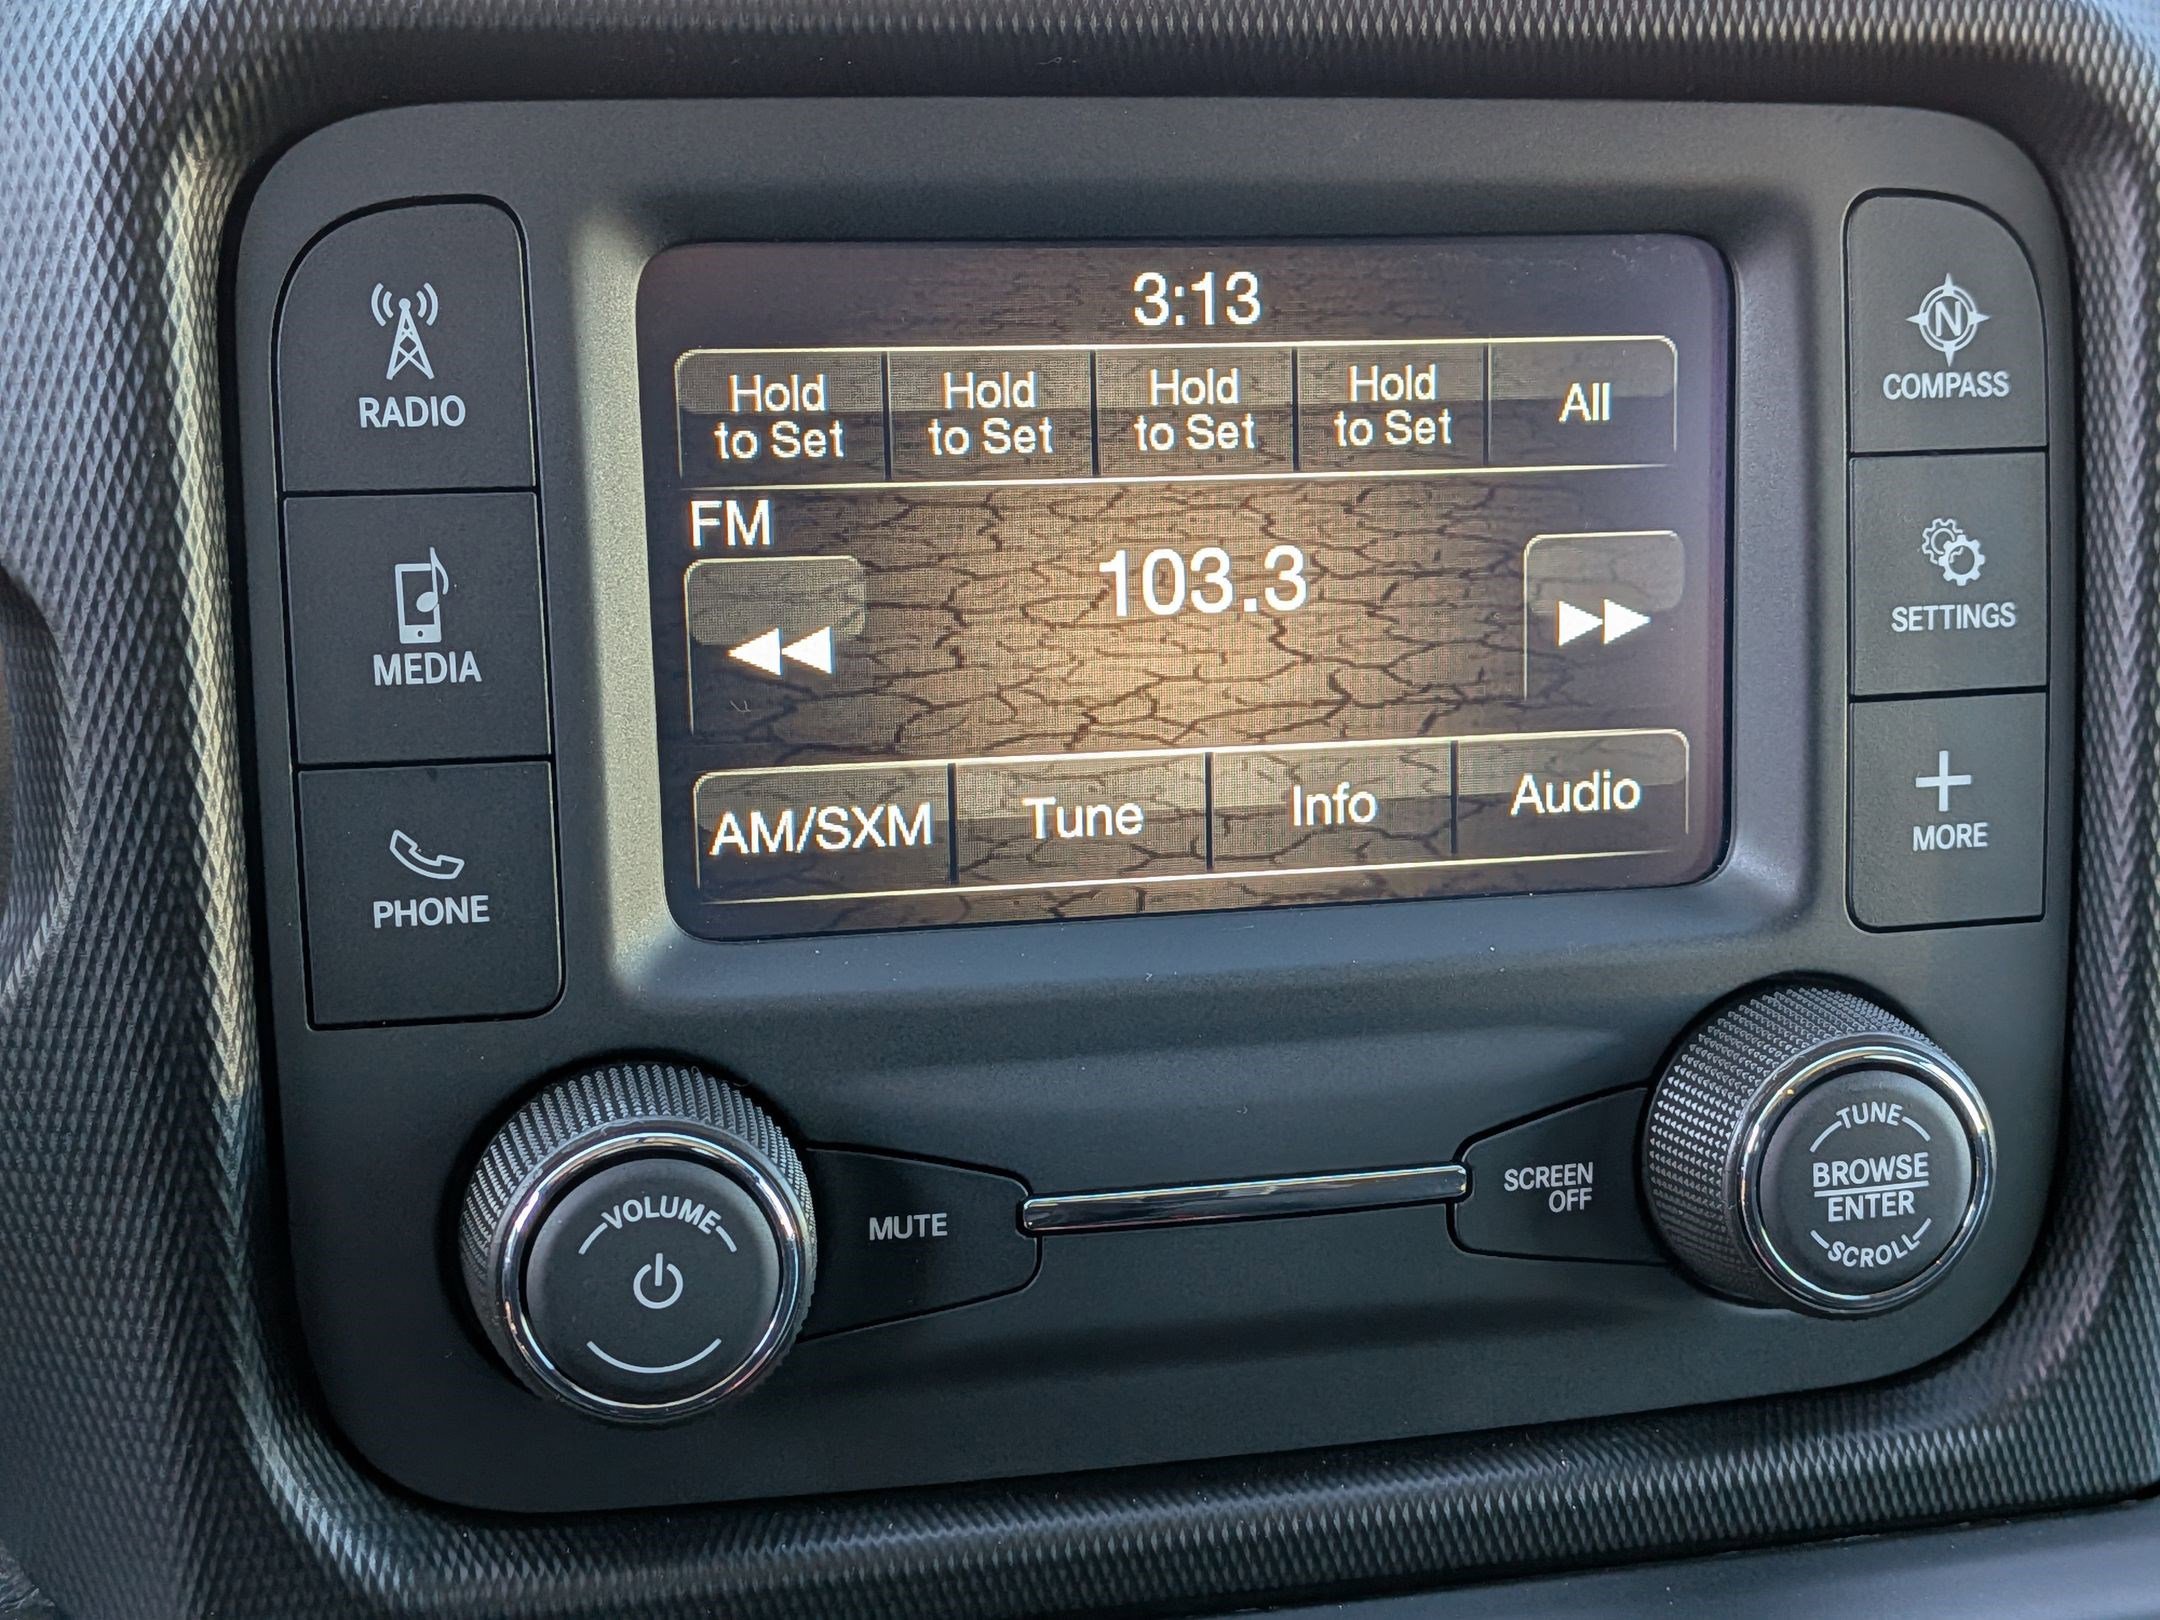 3:13
Hold
to Set
Hold
to Set
Hold
to Set
Hold
to Set
All
FM
103.3
AM/SXM
Tune
Info
Audio
RADIO
MEDIA
PHONE
N
COMPASS
SETTINGS
MORE
VOLUME
MUTE
SCREEN
OFF
TUNE
BROWSE
ENTER
SCROLL